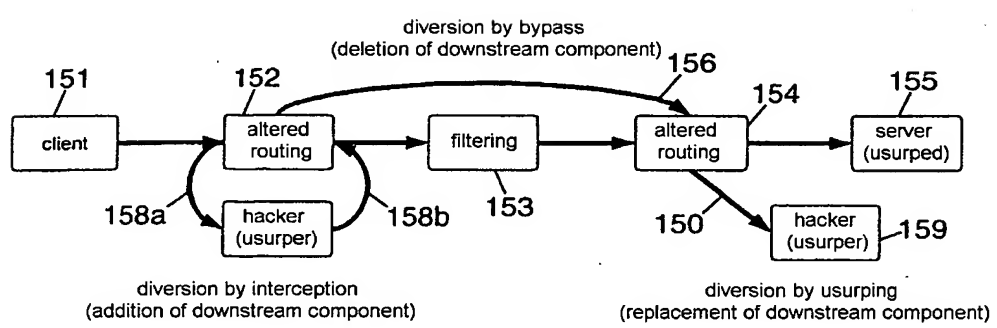 diversion by bypass
(deletion of downstream component)
151
152
156
154
155
client
altered
routing
filtering
altered
routing
server
(usurped)
158a
hacker
(usurper)
158b
153
150
hacker
(usurper)
159
diversion by interception
(addition of downstream component)
diversion by usurping
(replacement of downstream component)